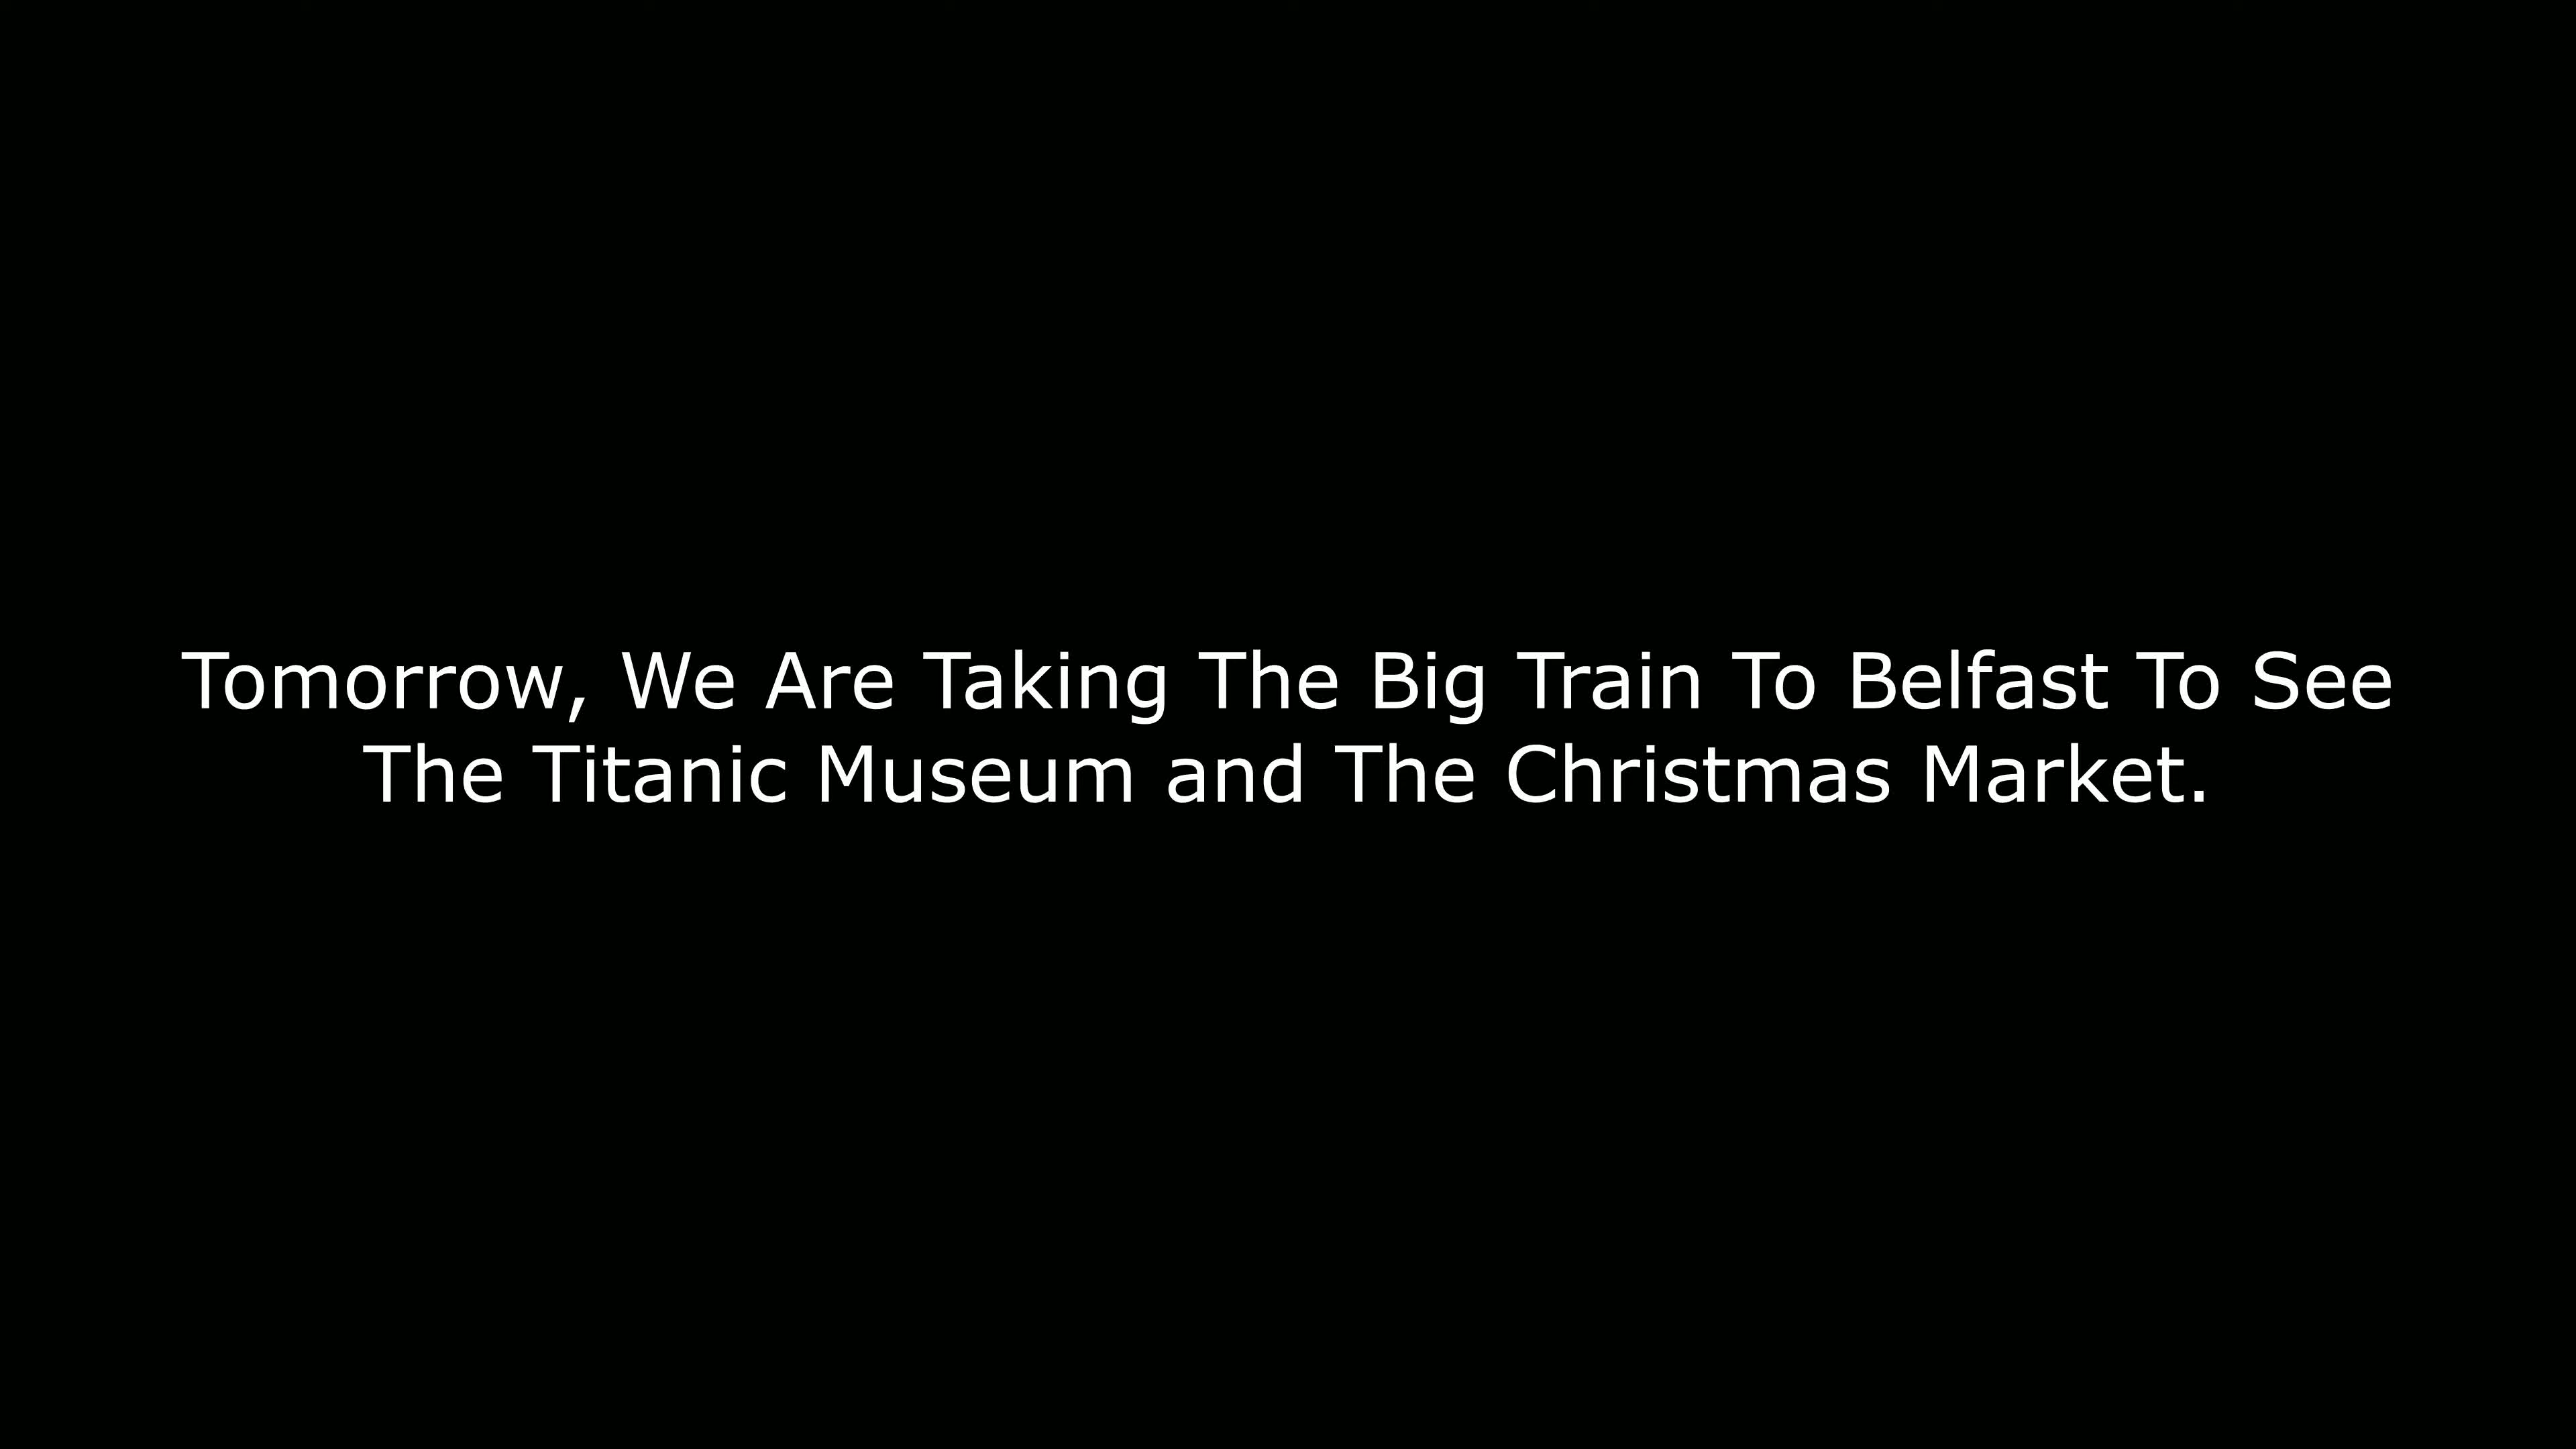 Tomorrow, We Are Taking The Big Train To Belfast To See
The Titanic Museum and The Christmas Market.